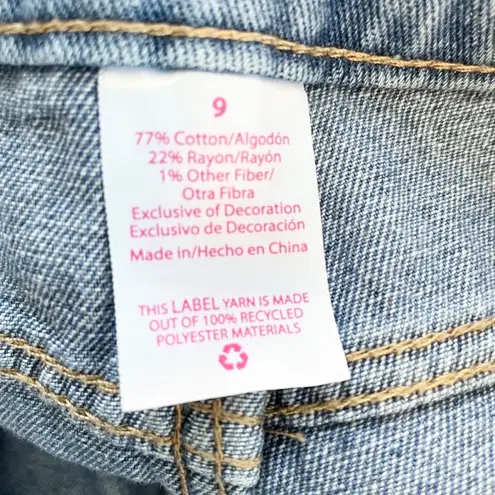 9
77% Cotton/Algodón
22% Rayon/Rayón
1% Other Fiber/
Otra Fibra
Exclusive of Decoration
Exclusivo de Decoración
Made in/Hecho en China
THIS LABEL YARN IS MADE
OUT OF 100% RECYCLED
POLYESTER MATERIALS